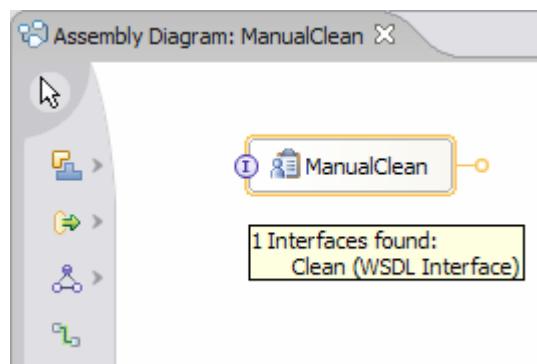 Assembly Diagram: ManualClean
I ManualClean
1 Interfaces found:
Clean (WSDL Interface)